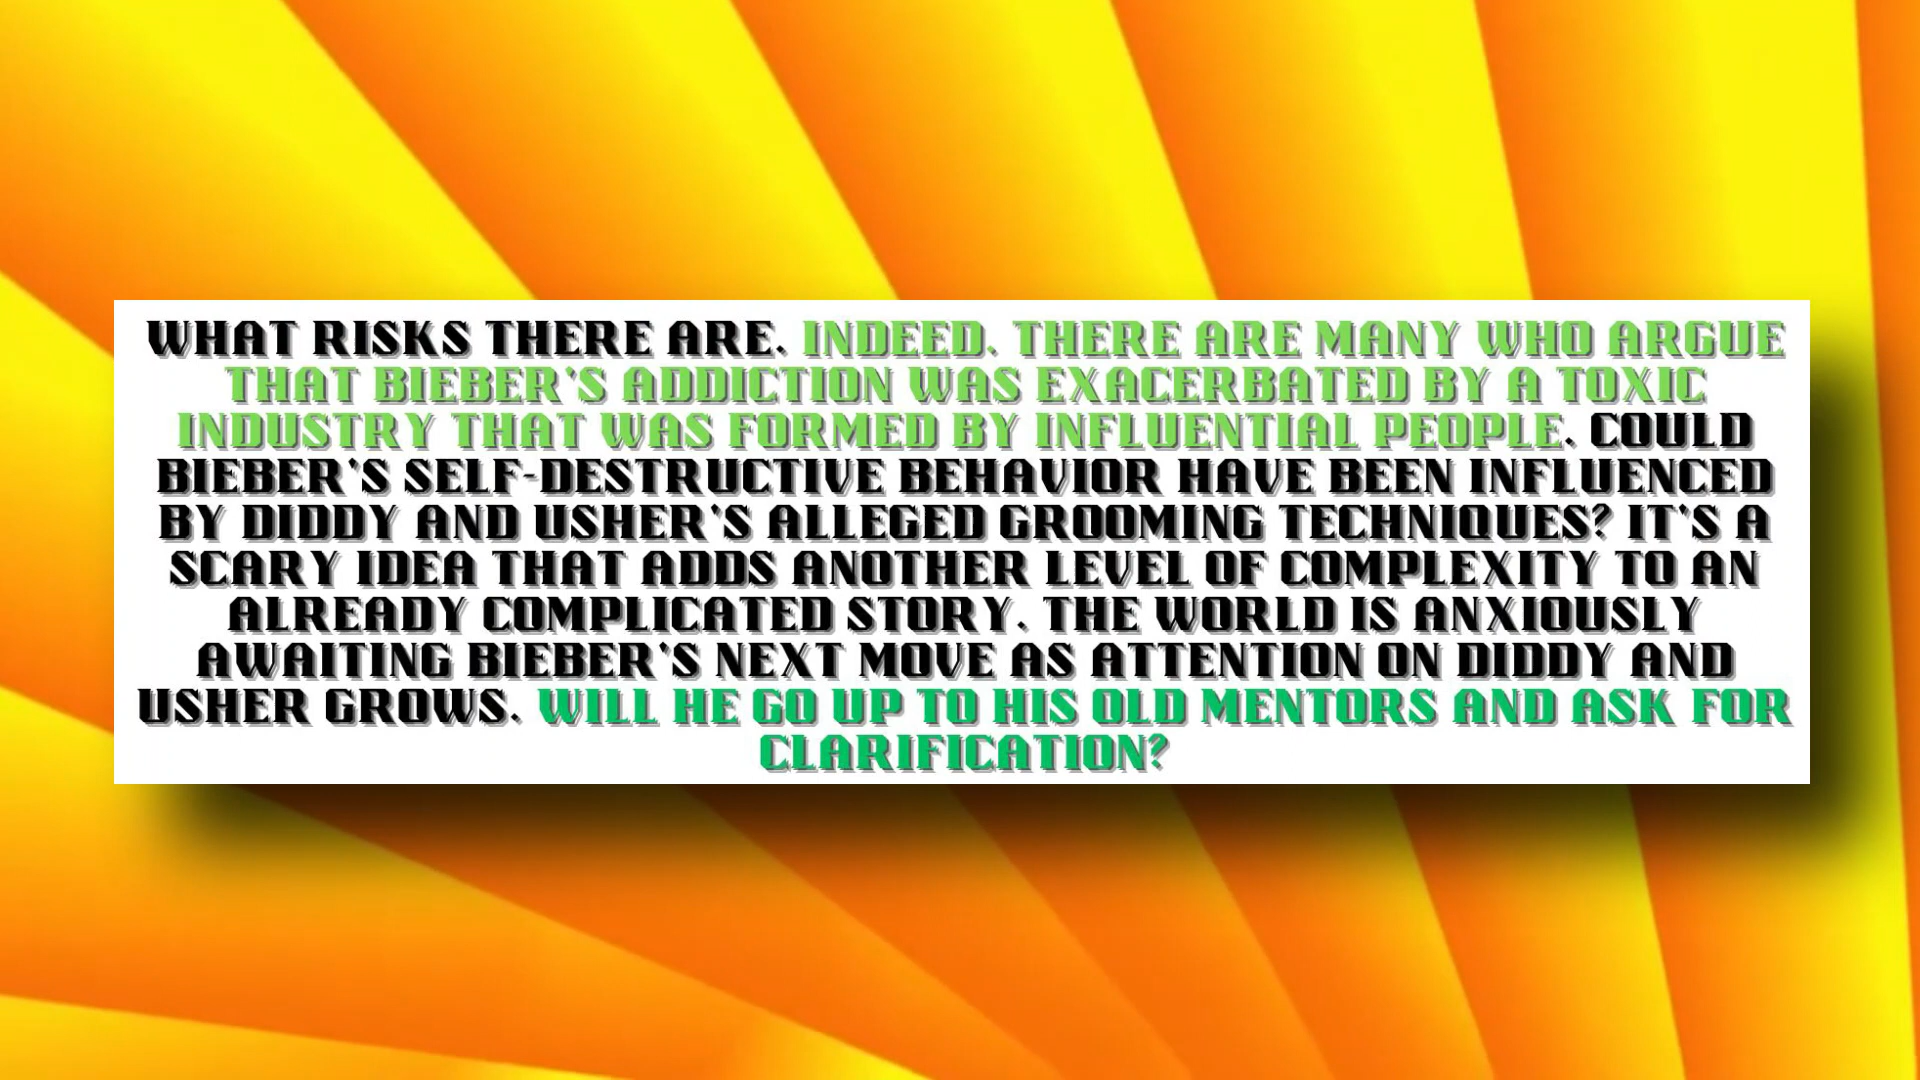 WHAT RISKS THERE ARE. INDEED. THERE ARE MANY WHO ARGUE
THAT BIEBER'S ADDICTION WAS EXACERBATED BY A TOXIC
INDUSTRY THAT WAS FORMED BY INFLUENTIAL PEOPLE. COULD
BIEBER'S SELF-DESTRUCTIVE BEHAVIOR HAVE BEEN INFLUENCED
BY DIDDY AND USHER'S ALLEGED GROOMING TECHNIQUES? IT'S A
SCARY IDEA THAT ADDS ANOTHER LEVEL OF COMPLEXITY TO AN
ALREADY COMPLICATED STORY. THE WORLD IS ANXIOUSLY
AWAITING BIEBER'S NEXT MOVE AS ATTENTION ON DIDDY AND
USHER GROWS. WILL HE GO UP TO HIS OLD MENTORS AND ASK FOR
CLARIFICATION?